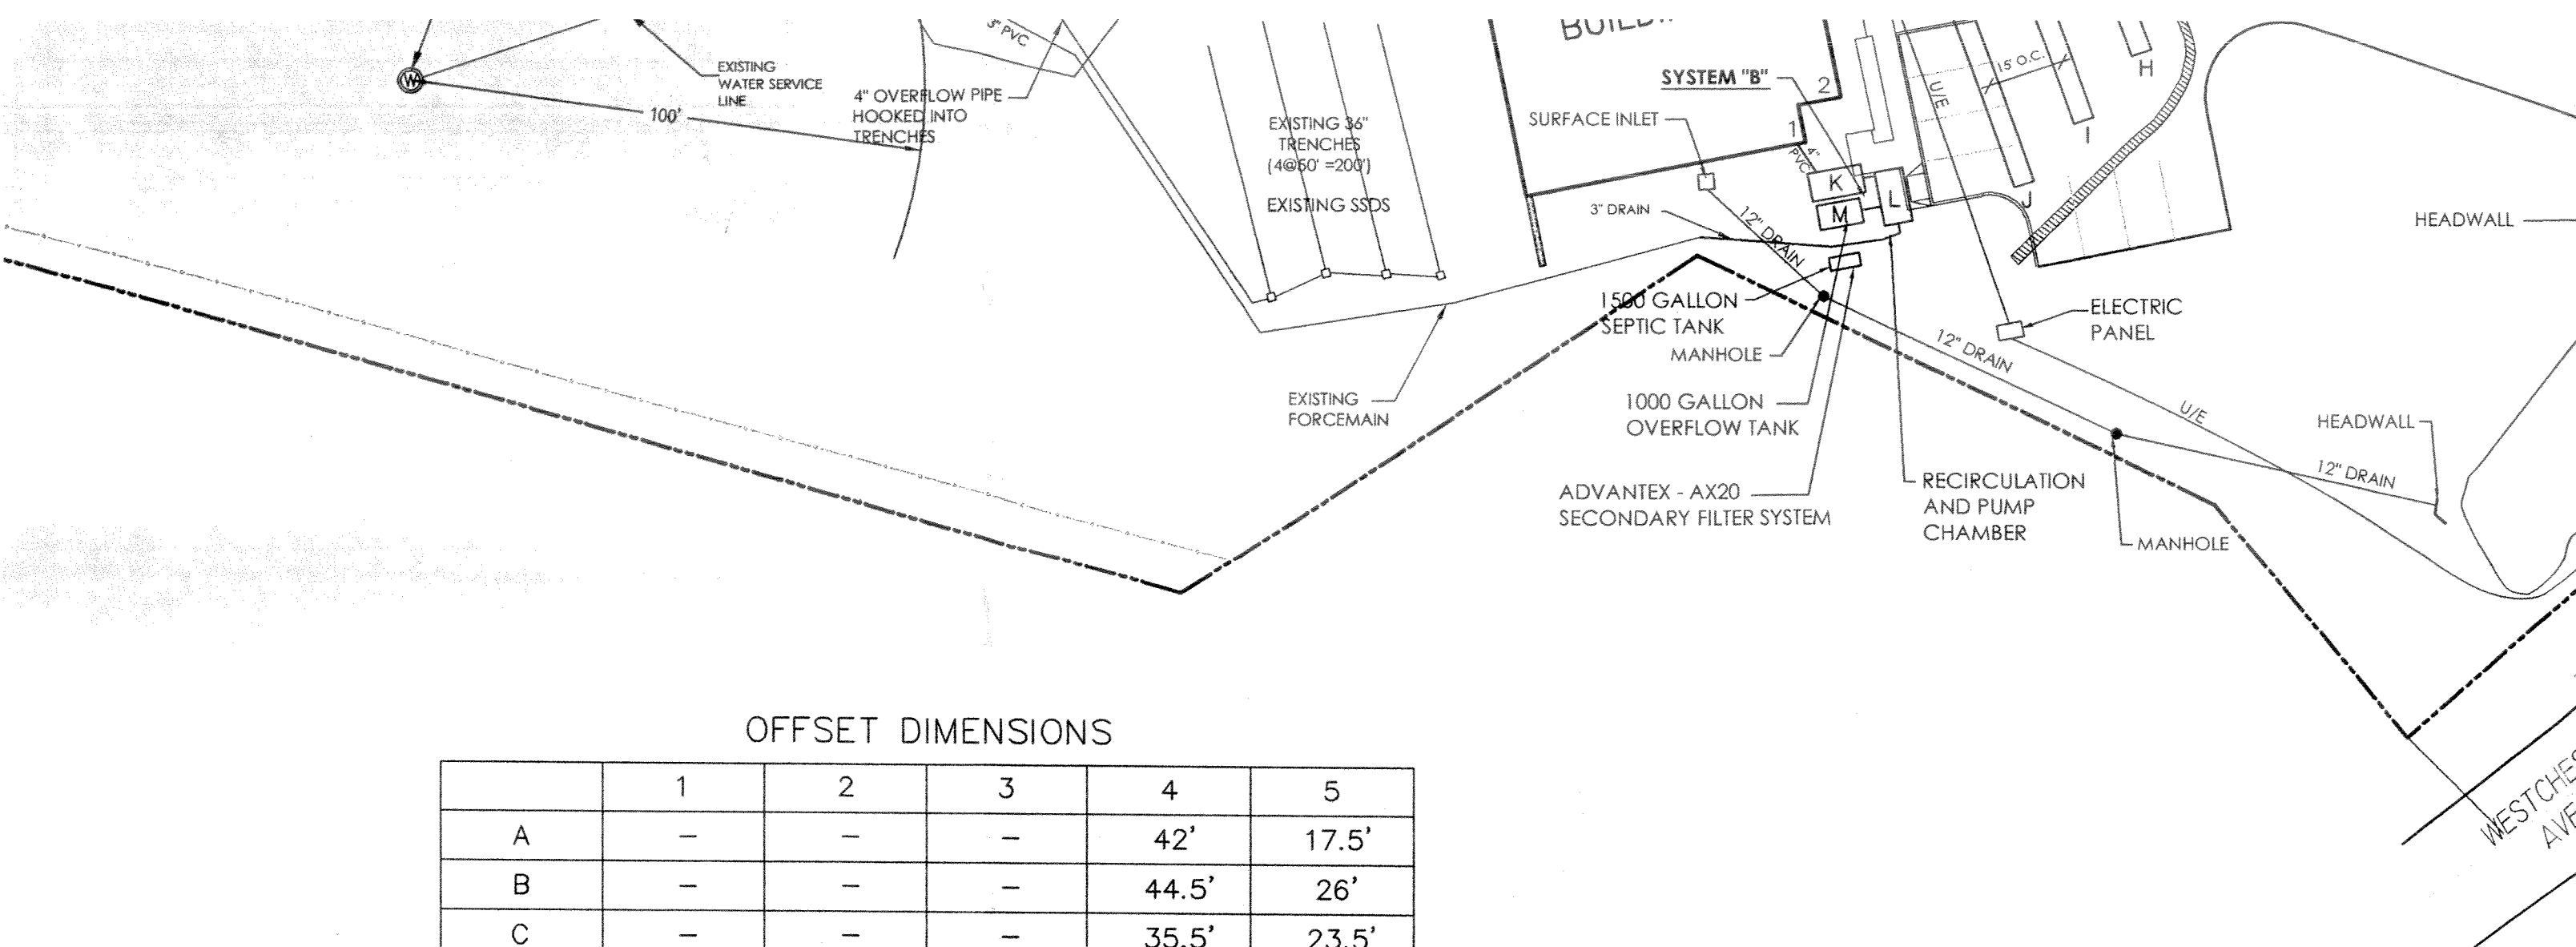 3" PVC
BUILDI
EXISTING
WATER SERVICE
LINE
W
100'
4" OVERFLOW PIPE
HOOKED INTO
TRENCHES
EXISTING 36"
TRENCHES
(4@50' =200')
EXISTING SSDS
SYSTEM "B"
SURFACE INLET
1
2
4"
PVC
K
L
M
U/E
15' O.C.
H
I
J
3" DRAIN
12" DRAIN
HEADWALL
1500 GALLON
SEPTIC TANK
MANHOLE
ELECTRIC
PANEL
12" DRAIN
EXISTING
FORCEMAIN
1000 GALLON
OVERFLOW TANK
U/E
HEADWALL
12" DRAIN
ADVANTEX - AX20
SECONDARY FILTER SYSTEM
RECIRCULATION
AND PUMP
CHAMBER
MANHOLE
WESTCHES
AVE
OFFSET DIMENSIONS
1 2 3 4 5
A – – – 42' 17.5'
B – – – 44.5' 26'
C – – – 35.5' 23.5'